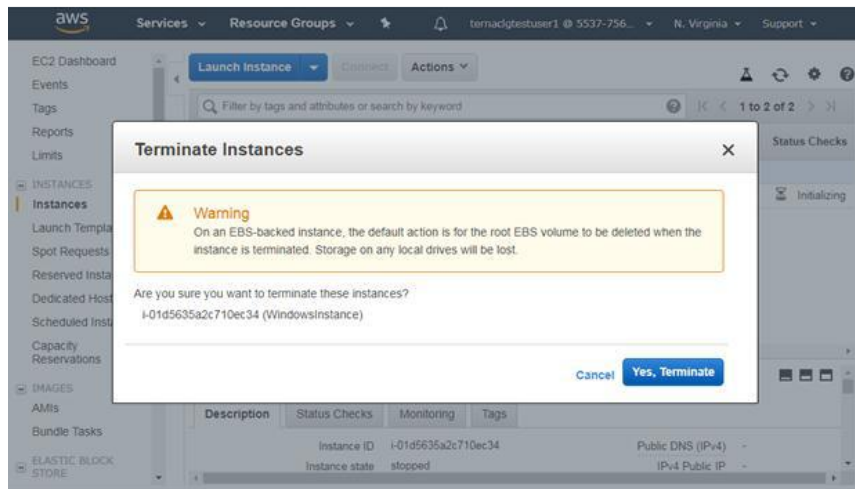 aws Services Resource Groups ternaclgtestuser1 @ 5537-756... N. Virginia Support
EC2 Dashboard
Events
Tags
Reports
Limits
INSTANCES
Instances
Launch Templa
Spot Requests
Reserved Insta
Dedicated Host
Scheduled Insta
Capacity
Reservations
IMAGES
AMIs
Bundle Tasks
ELASTIC BLOCK
STORE
Launch Instance Connect Actions
Filter by tags and attributes or search by keyword 1 to 2 of 2
Status Checks
Initializing
Terminate Instances
Warning
On an EBS-backed instance, the default action is for the root EBS volume to be deleted when the
instance is terminated. Storage on any local drives will be lost.
Are you sure you want to terminate these instances?
i-01d5635a2c710ec34 (WindowsInstance)
Cancel Yes, Terminate
Description Status Checks Monitoring Tags
Instance ID i-01d5635a2c710ec34 Public DNS (IPv4) -
Instance state stopped IPv4 Public IP -